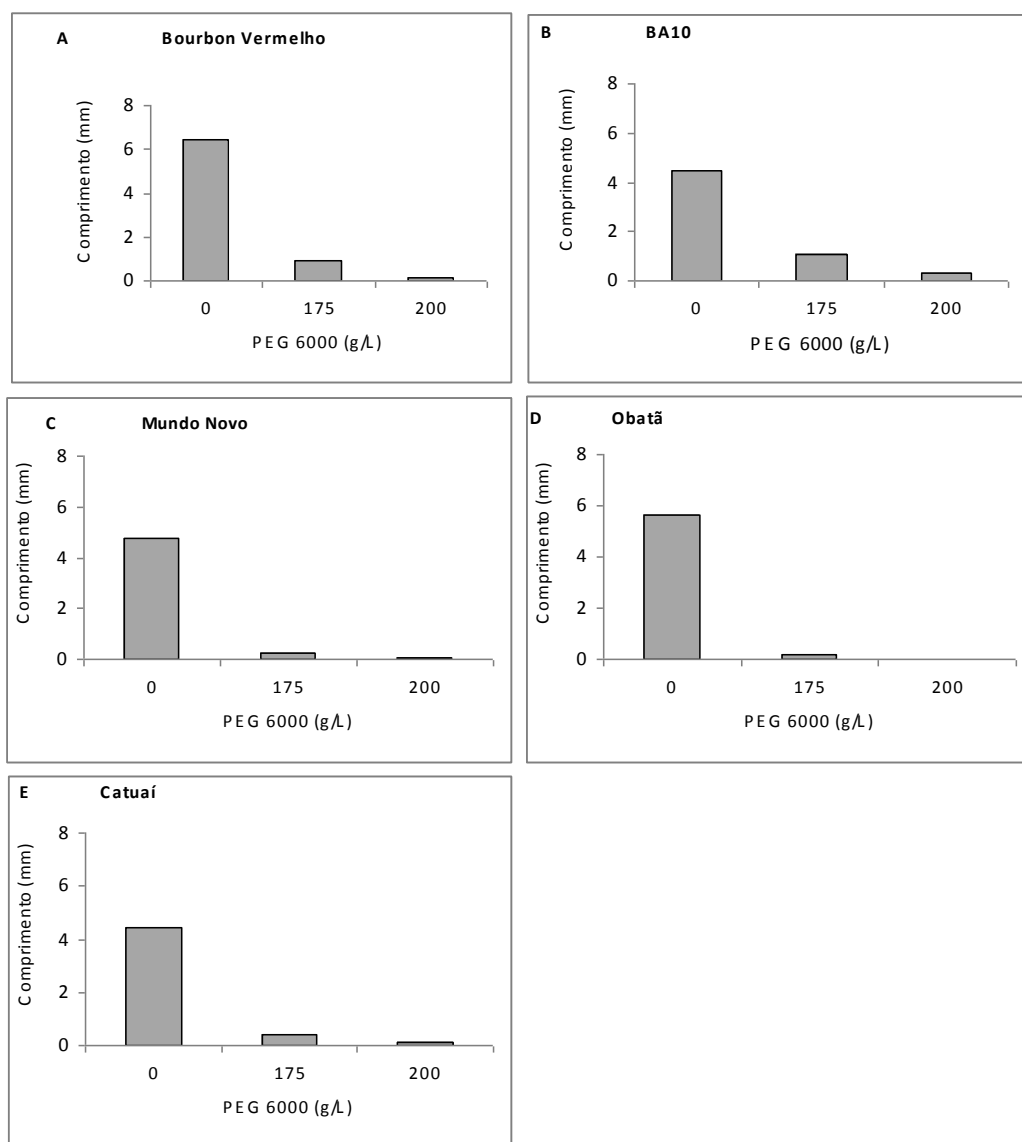 A Bourbon Vermelho
Comprimento (mm)
8
6
4
2
0
0 175 200
PEG 6000 (g/L)
B BA10
Comprimento (mm)
8
6
4
2
0
0 175 200
PEG 6000 (g/L)
C Mundo Novo
Comprimento (mm)
8
6
4
2
0
0 175 200
PEG 6000 (g/L)
D Obatã
Comprimento (mm)
8
6
4
2
0
0 175 200
PEG 6000 (g/L)
E Catuaí
Comprimento (mm)
8
6
4
2
0
0 175 200
PEG 6000 (g/L)